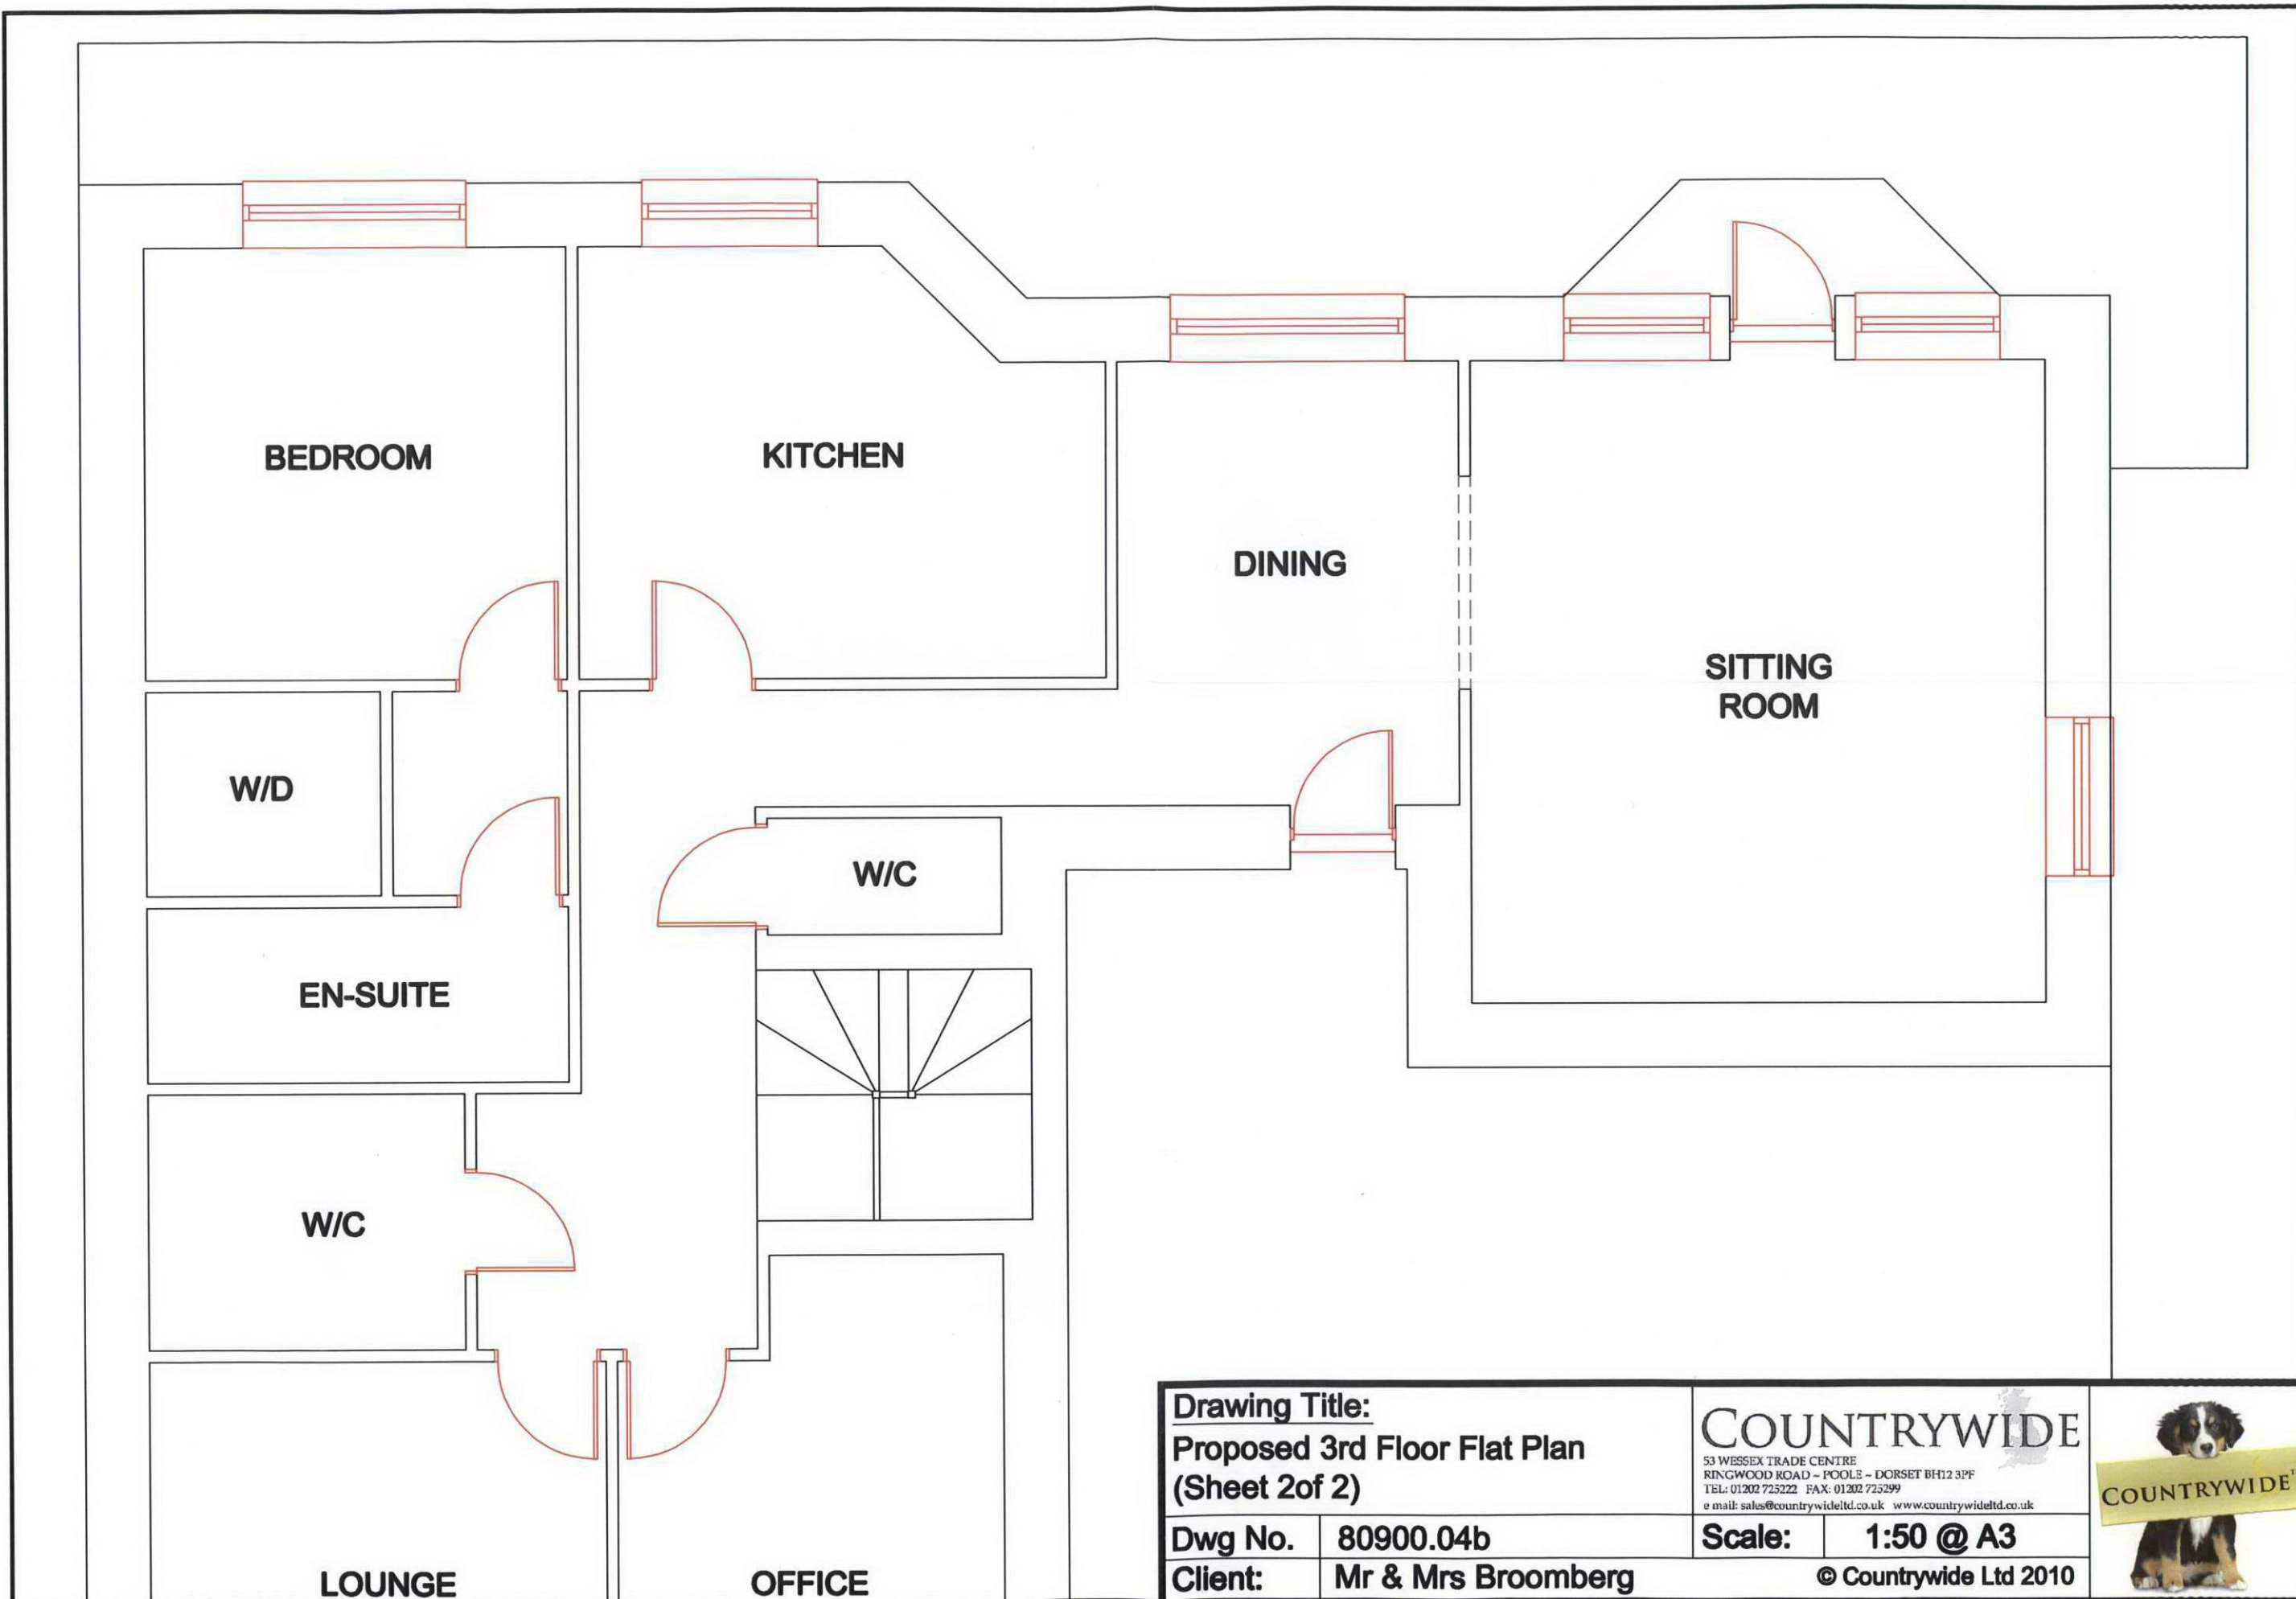 BEDROOM
KITCHEN
DINING
SITTING
ROOM
W/D
W/C
EN-SUITE
W/C
LOUNGE
OFFICE
Drawing Title:
Proposed 3rd Floor Flat Plan
(Sheet 2of 2)
COUNTRYWIDE
53 WESSEX TRADE CENTRE
RINGWOOD ROAD ~ POOLE ~ DORSET BH12 3PF
TEL: 01202 725222 FAX: 01202 725299
e mail: sales@countrywideltd.co.uk www.countrywideltd.co.uk
Dwg No. 80900.04b
Scale: 1:50 @ A3
Client: Mr & Mrs Broomberg
© Countrywide Ltd 2010
COUNTRYWIDE